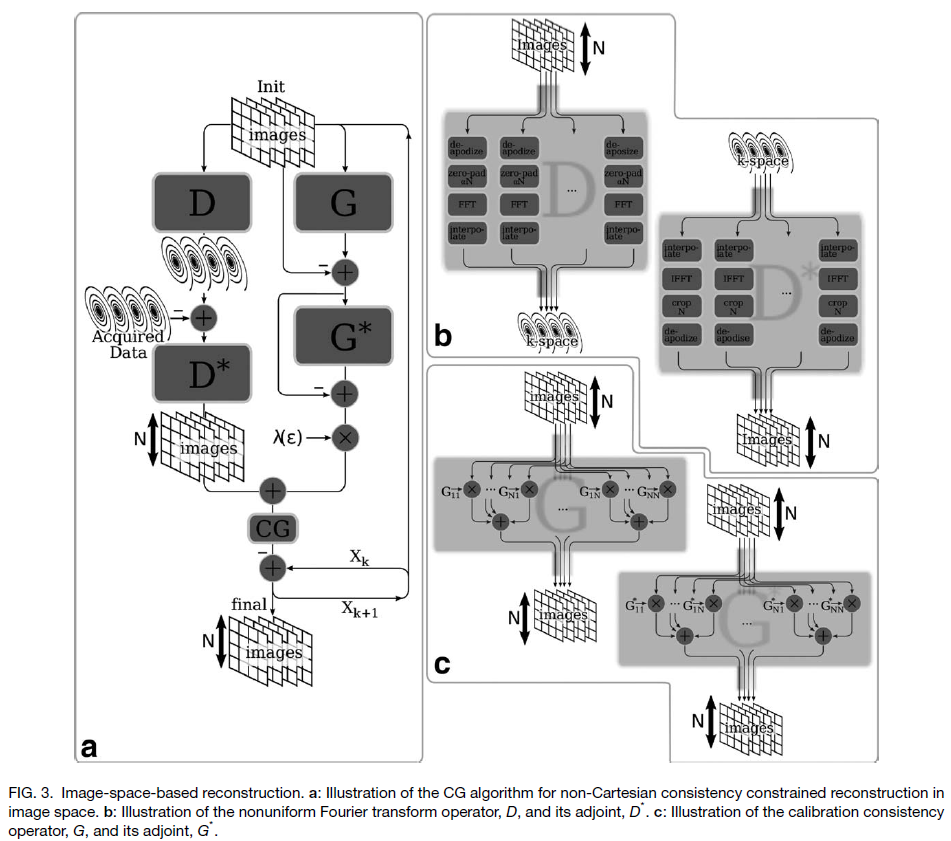 Init
images
D
G
−
+
−
+
Acquired
Data
G*
D*
−
+
N
images
λ(ε)
×
+
CG
−
+
Xk
Xk+1
final
N
images
a
Images
N
de-
apodize
de-
apodize
de-
apodize
zero-pad
aN
zero-pad
aN
zero-pad
aN
D
...
FFT
FFT
FFT
interpo-
late
interpo-
late
interpo-
late
k-space
b
k-space
interpo-
late
interpo-
late
interpo-
late
IFFT
IFFT
IFFT
D*
...
crop
N
crop
N
crop
N
de-
apodize
de-
apodise
de-
apodize
Images
N
images
N
G
G11
×
...
GN1
×
G1N
×
...
GNN
×
...
+
+
N
images
c
images
N
G*
G*11
×
...
G*1N
×
G*N1
×
...
G*NN
×
...
+
+
N
images
FIG. 3. Image-space-based reconstruction. a: Illustration of the CG algorithm for non-Cartesian consistency constrained reconstruction in
image space. b: Illustration of the nonuniform Fourier transform operator, D, and its adjoint, D*. c: Illustration of the calibration consistency
operator, G, and its adjoint, G*.